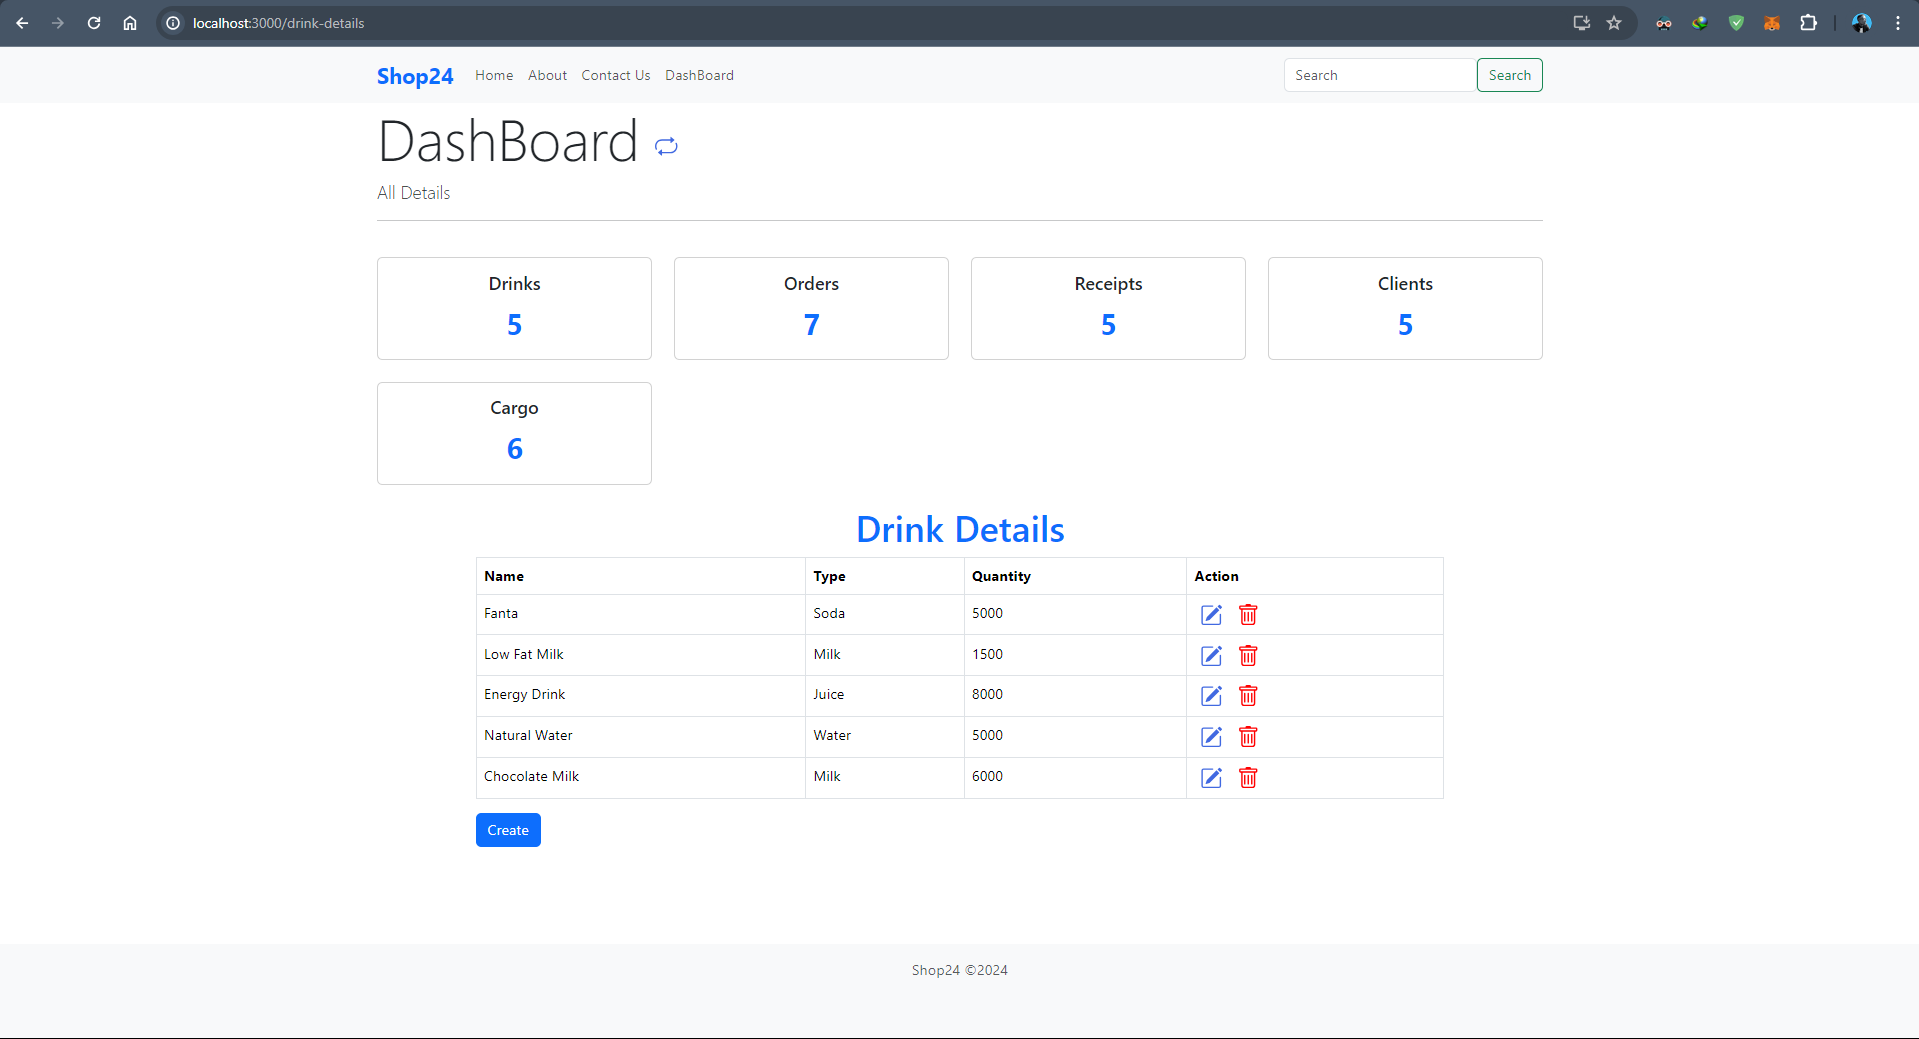 localhost:3000/drink-details
Shop24 Home About Contact Us DashBoard Search Search
DashBoard
All Details
Drinks Orders Receipts Clients
5 7 5 5
Cargo
6
Drink Details
Name Type Quantity Action
Fanta Soda 5000
Low Fat Milk Milk 1500
Energy Drink Juice 8000
Natural Water Water 5000
Chocolate Milk Milk 6000
Create
Shop24 ©2024